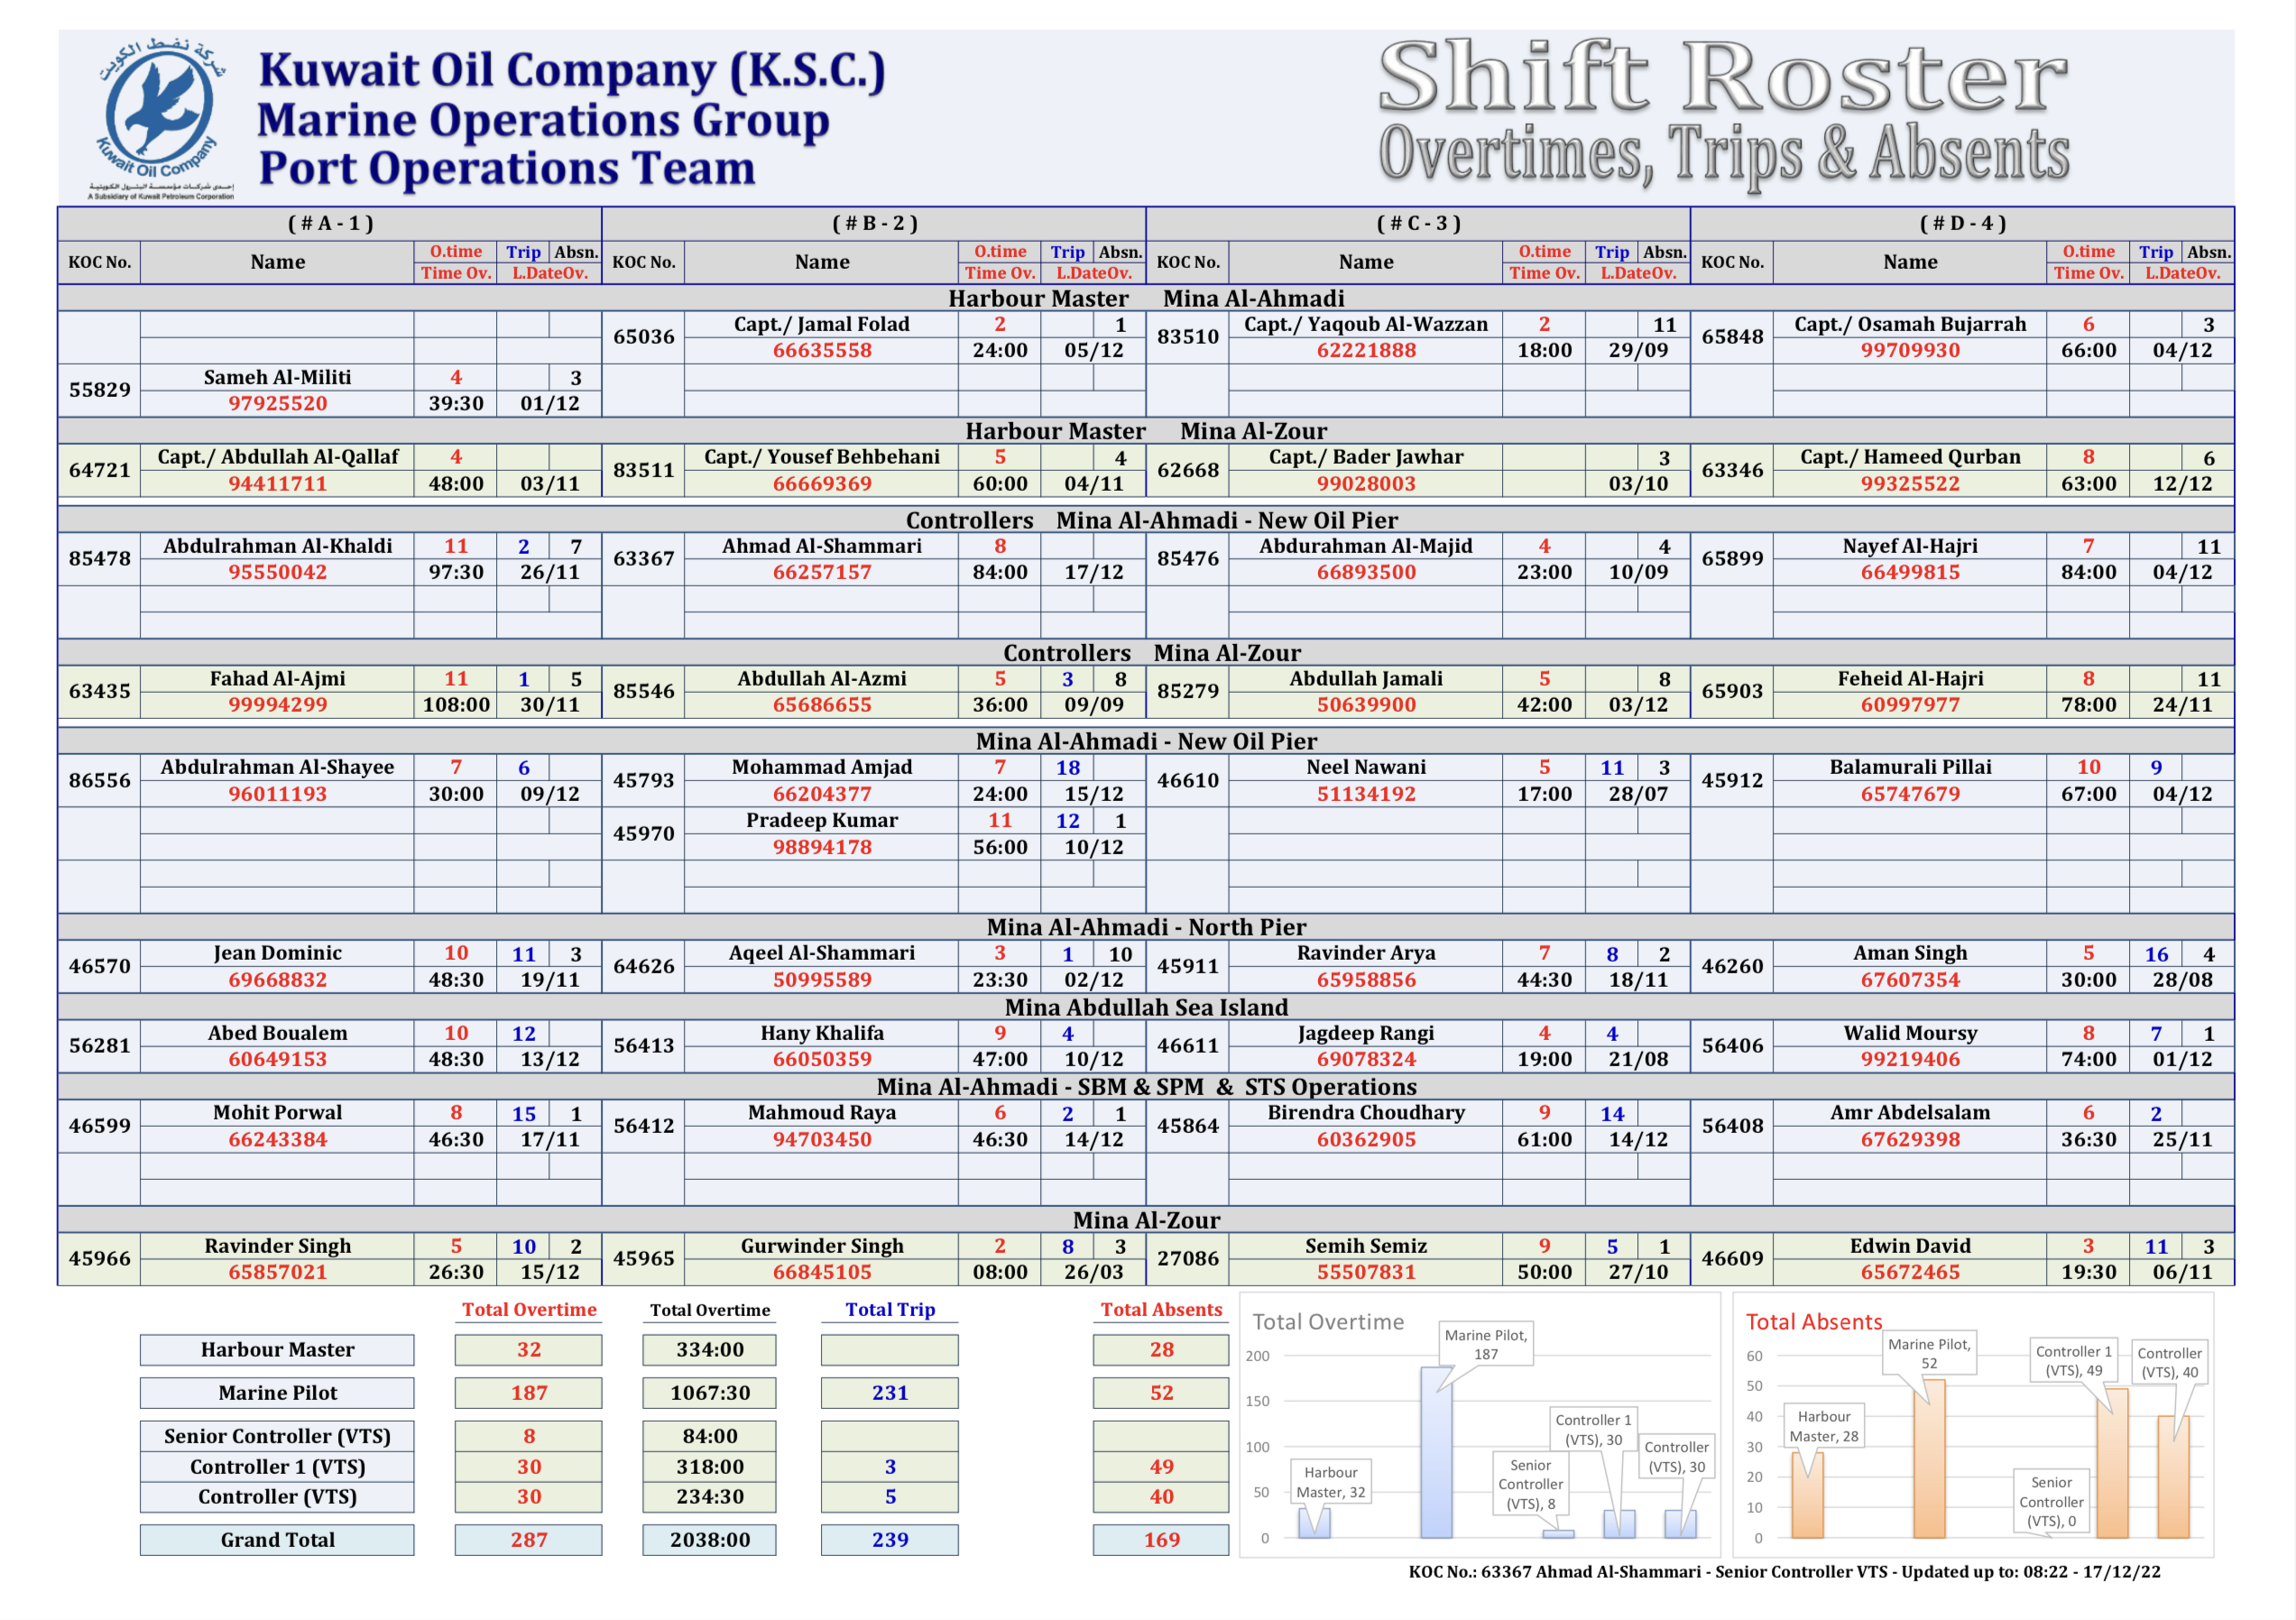 شركة نفط الكويت
Kuwait Oil Company
إحدى شركات مؤسسة البترول الكويتية
A Subsidiary of Kuwait Petroleum Corporation
Kuwait Oil Company (K.S.C.)
Marine Operations Group
Port Operations Team
Shift Roster
Overtimes, Trips & Absents
( # A - 1 ) ( # B - 2 ) ( # C - 3 ) ( # D - 4 )
KOC No. Name O.time Trip Absn. KOC No. Name O.time Trip Absn. KOC No. Name O.time Trip Absn. KOC No. Name O.time Trip Absn.
Time Ov. L.DateOv. Time Ov. L.DateOv. Time Ov. L.DateOv. Time Ov. L.DateOv.
Harbour Master Mina Al-Ahmadi
65036 Capt./ Jamal Folad 2 1 83510 Capt./ Yaqoub Al-Wazzan 2 11 65848 Capt./ Osamah Bujarrah 6 3
66635558 24:00 05/12 62221888 18:00 29/09 99709930 66:00 04/12
55829 Sameh Al-Militi 4 3
97925520 39:30 01/12
Harbour Master Mina Al-Zour
64721 Capt./ Abdullah Al-Qallaf 4 83511 Capt./ Yousef Behbehani 5 4 62668 Capt./ Bader Jawhar 3 63346 Capt./ Hameed Qurban 8 6
94411711 48:00 03/11 66669369 60:00 04/11 99028003 03/10 99325522 63:00 12/12
Controllers Mina Al-Ahmadi - New Oil Pier
85478 Abdulrahman Al-Khaldi 11 2 7 63367 Ahmad Al-Shammari 8 85476 Abdurahman Al-Majid 4 4 65899 Nayef Al-Hajri 7 11
95550042 97:30 26/11 66257157 84:00 17/12 66893500 23:00 10/09 66499815 84:00 04/12
Controllers Mina Al-Zour
63435 Fahad Al-Ajmi 11 1 5 85546 Abdullah Al-Azmi 5 3 8 85279 Abdullah Jamali 5 8 65903 Feheid Al-Hajri 8 11
99994299 108:00 30/11 65686655 36:00 09/09 50639900 42:00 03/12 60997977 78:00 24/11
Mina Al-Ahmadi - New Oil Pier
86556 Abdulrahman Al-Shayee 7 6 45793 Mohammad Amjad 7 18 46610 Neel Nawani 5 11 3 45912 Balamurali Pillai 10 9
96011193 30:00 09/12 66204377 24:00 15/12 51134192 17:00 28/07 65747679 67:00 04/12
45970 Pradeep Kumar 11 12 1
98894178 56:00 10/12
Mina Al-Ahmadi - North Pier
46570 Jean Dominic 10 11 3 64626 Aqeel Al-Shammari 3 1 10 45911 Ravinder Arya 7 8 2 46260 Aman Singh 5 16 4
69668832 48:30 19/11 50995589 23:30 02/12 65958856 44:30 18/11 67607354 30:00 28/08
Mina Abdullah Sea Island
56281 Abed Boualem 10 12 56413 Hany Khalifa 9 4 46611 Jagdeep Rangi 4 4 56406 Walid Moursy 8 7 1
60649153 48:30 13/12 66050359 47:00 10/12 69078324 19:00 21/08 99219406 74:00 01/12
Mina Al-Ahmadi - SBM & SPM & STS Operations
46599 Mohit Porwal 8 15 1 56412 Mahmoud Raya 6 2 1 45864 Birendra Choudhary 9 14 56408 Amr Abdelsalam 6 2
66243384 46:30 17/11 94703450 46:30 14/12 60362905 61:00 14/12 67629398 36:30 25/11
Mina Al-Zour
45966 Ravinder Singh 5 10 2 45965 Gurwinder Singh 2 8 3 27086 Semih Semiz 9 5 1 46609 Edwin David 3 11 3
65857021 26:30 15/12 66845105 08:00 26/03 55507831 50:00 27/10 65672465 19:30 06/11
Total Overtime Total Overtime Total Trip Total Absents
Harbour Master 32 334:00 28
Marine Pilot 187 1067:30 231 52
Senior Controller (VTS) 8 84:00
Controller 1 (VTS) 30 318:00 3 49
Controller (VTS) 30 234:30 5 40
Grand Total 287 2038:00 239 169
Total Overtime
200
150
100
50
0
Harbour
Master, 32
Marine Pilot,
187
Senior
Controller
(VTS), 8
Controller 1
(VTS), 30
Controller
(VTS), 30
Total Absents
60
50
40
30
20
10
0
Harbour
Master, 28
Marine Pilot,
52
Senior
Controller
(VTS), 0
Controller 1
(VTS), 49
Controller
(VTS), 40
KOC No.: 63367 Ahmad Al-Shammari - Senior Controller VTS - Updated up to: 08:22 - 17/12/22